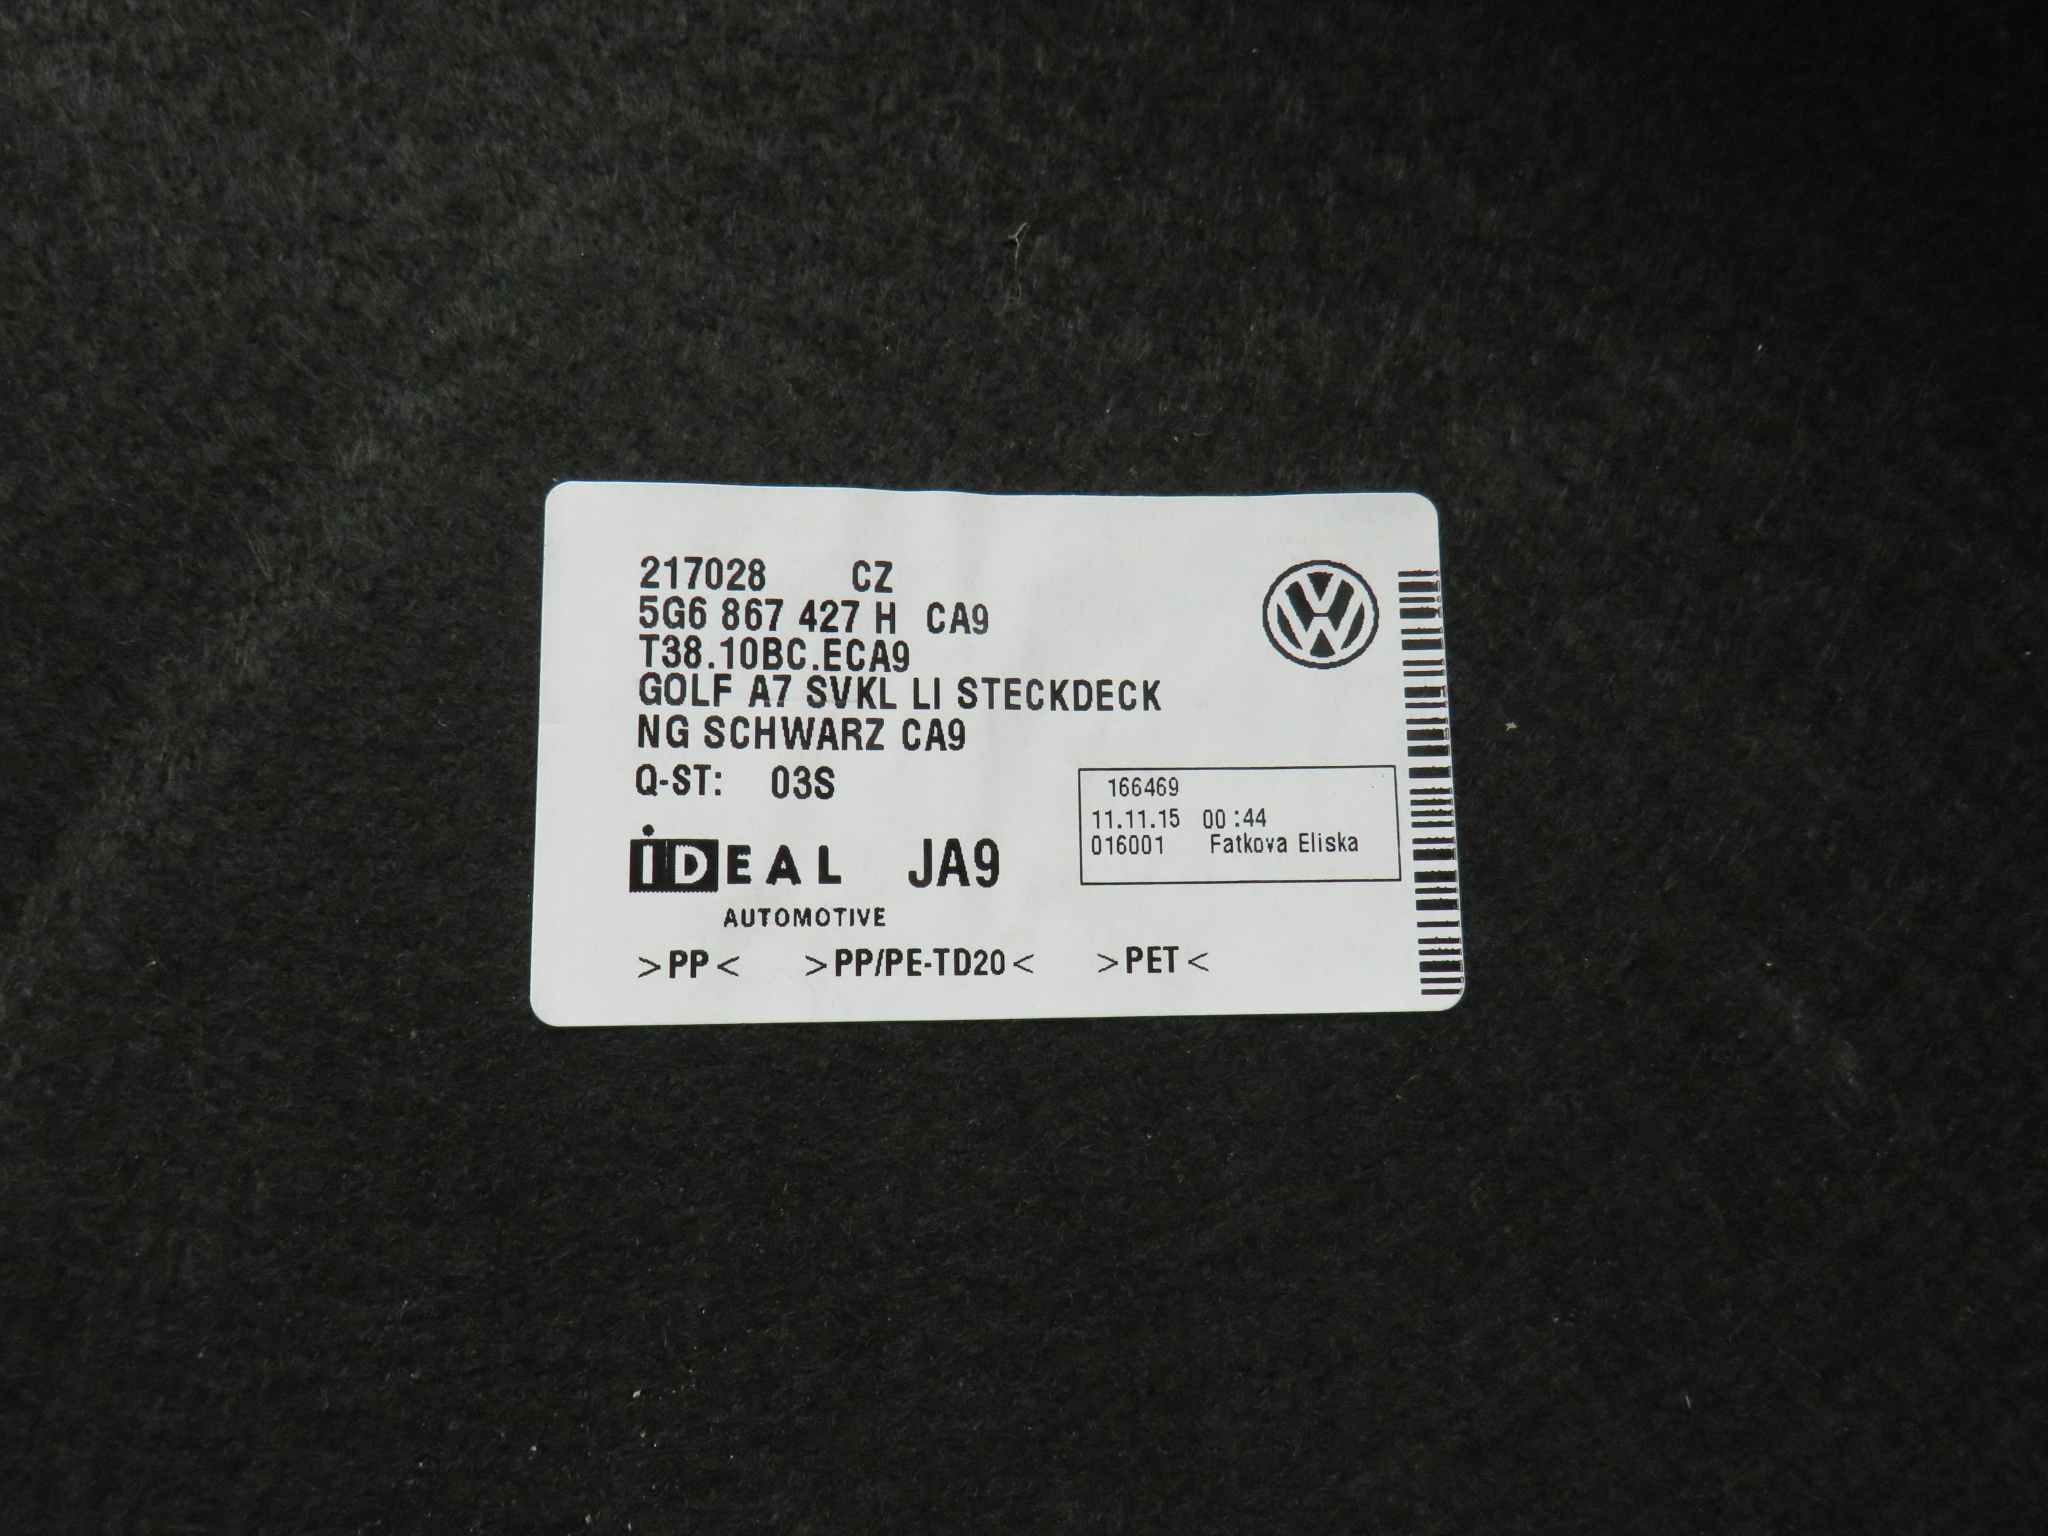 217028 CZ
5G6 867 427 H CA9
T38.10BC.ECA9
GOLF A7 SVKL LI STECKDECK
NG SCHWARZ CA9
Q-ST: 03S
166469
11.11.15 00:44
016001 Fatkova Eliska
iDEAL JA9
AUTOMOTIVE
>PP< >PP/PE-TD20< >PET<